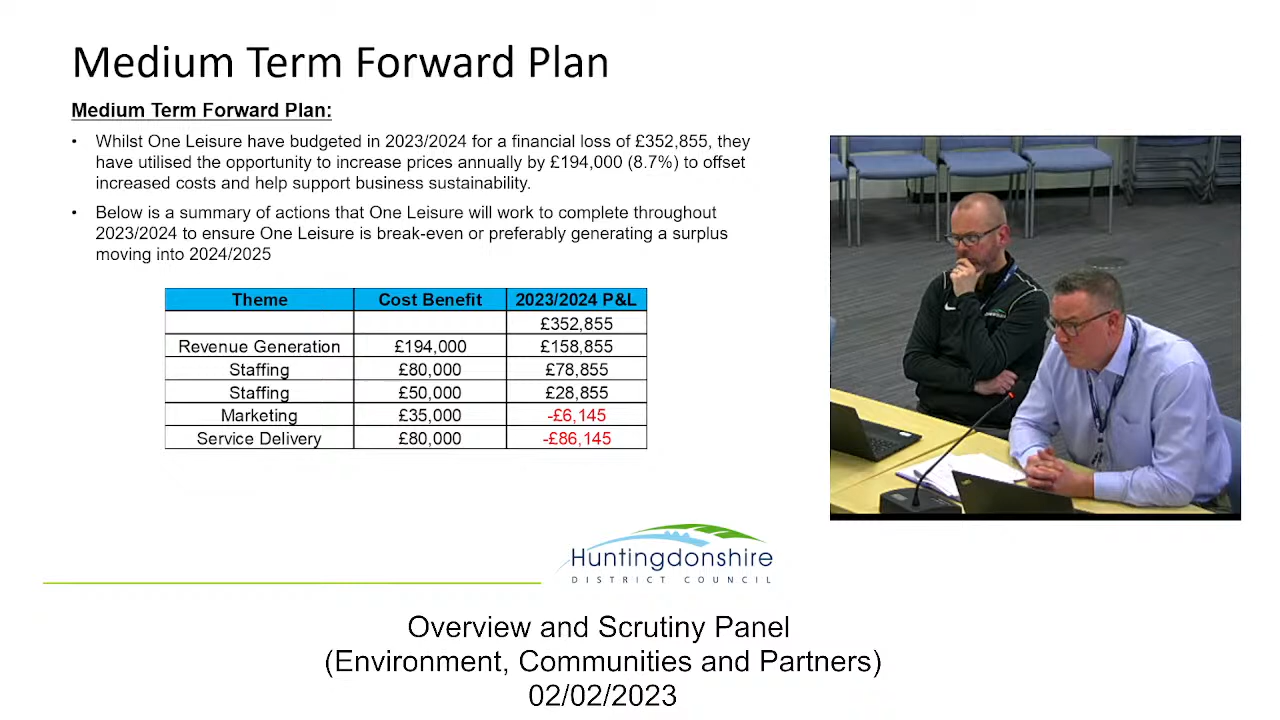 Medium Term Forward Plan
Medium Term Forward Plan:
• Whilst One Leisure have budgeted in 2023/2024 for a financial loss of £352,855, they
have utilised the opportunity to increase prices annually by £194,000 (8.7%) to offset
increased costs and help support business sustainability.
• Below is a summary of actions that One Leisure will work to complete throughout
2023/2024 to ensure One Leisure is break-even or preferably generating a surplus
moving into 2024/2025
Theme Cost Benefit 2023/2024 P&L
£352,855
Revenue Generation £194,000 £158,855
Staffing £80,000 £78,855
Staffing £50,000 £28,855
Marketing £35,000 -£6,145
Service Delivery £80,000 -£86,145
Huntingdonshire
DISTRICT COUNCIL
Overview and Scrutiny Panel
(Environment, Communities and Partners)
02/02/2023